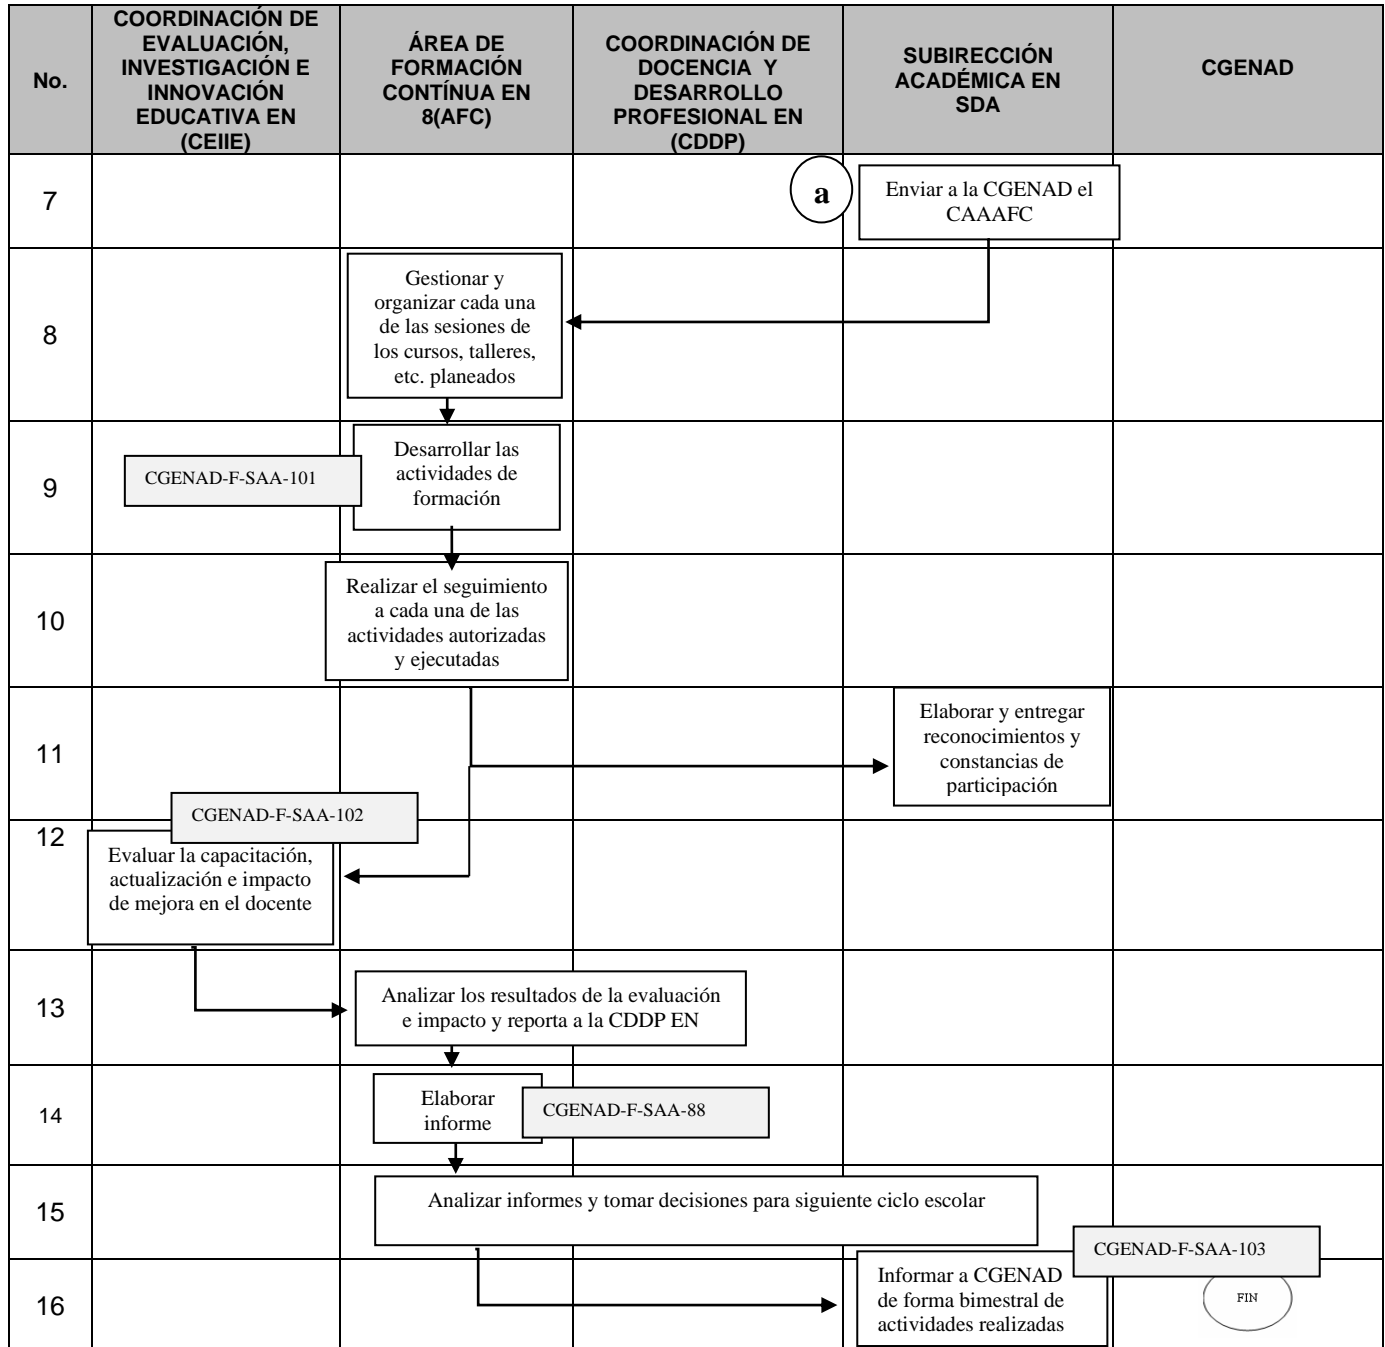 No.
COORDINACIÓN DE
EVALUACIÓN,
INVESTIGACIÓN E
INNOVACIÓN
EDUCATIVA EN
(CEIIE)
ÁREA DE
FORMACIÓN
CONTÍNUA EN
8(AFC)
COORDINACIÓN DE
DOCENCIA Y
DESARROLLO
PROFESIONAL EN
(CDDP)
SUBIRECCIÓN
ACADÉMICA EN
SDA
CGENAD
7
a
Enviar a la CGENAD el
CAAAFC
8
Gestionar y
organizar cada una
de las sesiones de
los cursos, talleres,
etc. planeados
9
CGENAD-F-SAA-101
Desarrollar las
actividades de
formación
10
Realizar el seguimiento
a cada una de las
actividades autorizadas
y ejecutadas
11
Elaborar y entregar
reconocimientos y
constancias de
participación
CGENAD-F-SAA-102
12
Evaluar la capacitación,
actualización e impacto
de mejora en el docente
13
Analizar los resultados de la evaluación
e impacto y reporta a la CDDP EN
14
Elaborar
informe
CGENAD-F-SAA-88
15
Analizar informes y tomar decisiones para siguiente ciclo escolar
CGENAD-F-SAA-103
16
Informar a CGENAD
de forma bimestral de
actividades realizadas
FIN